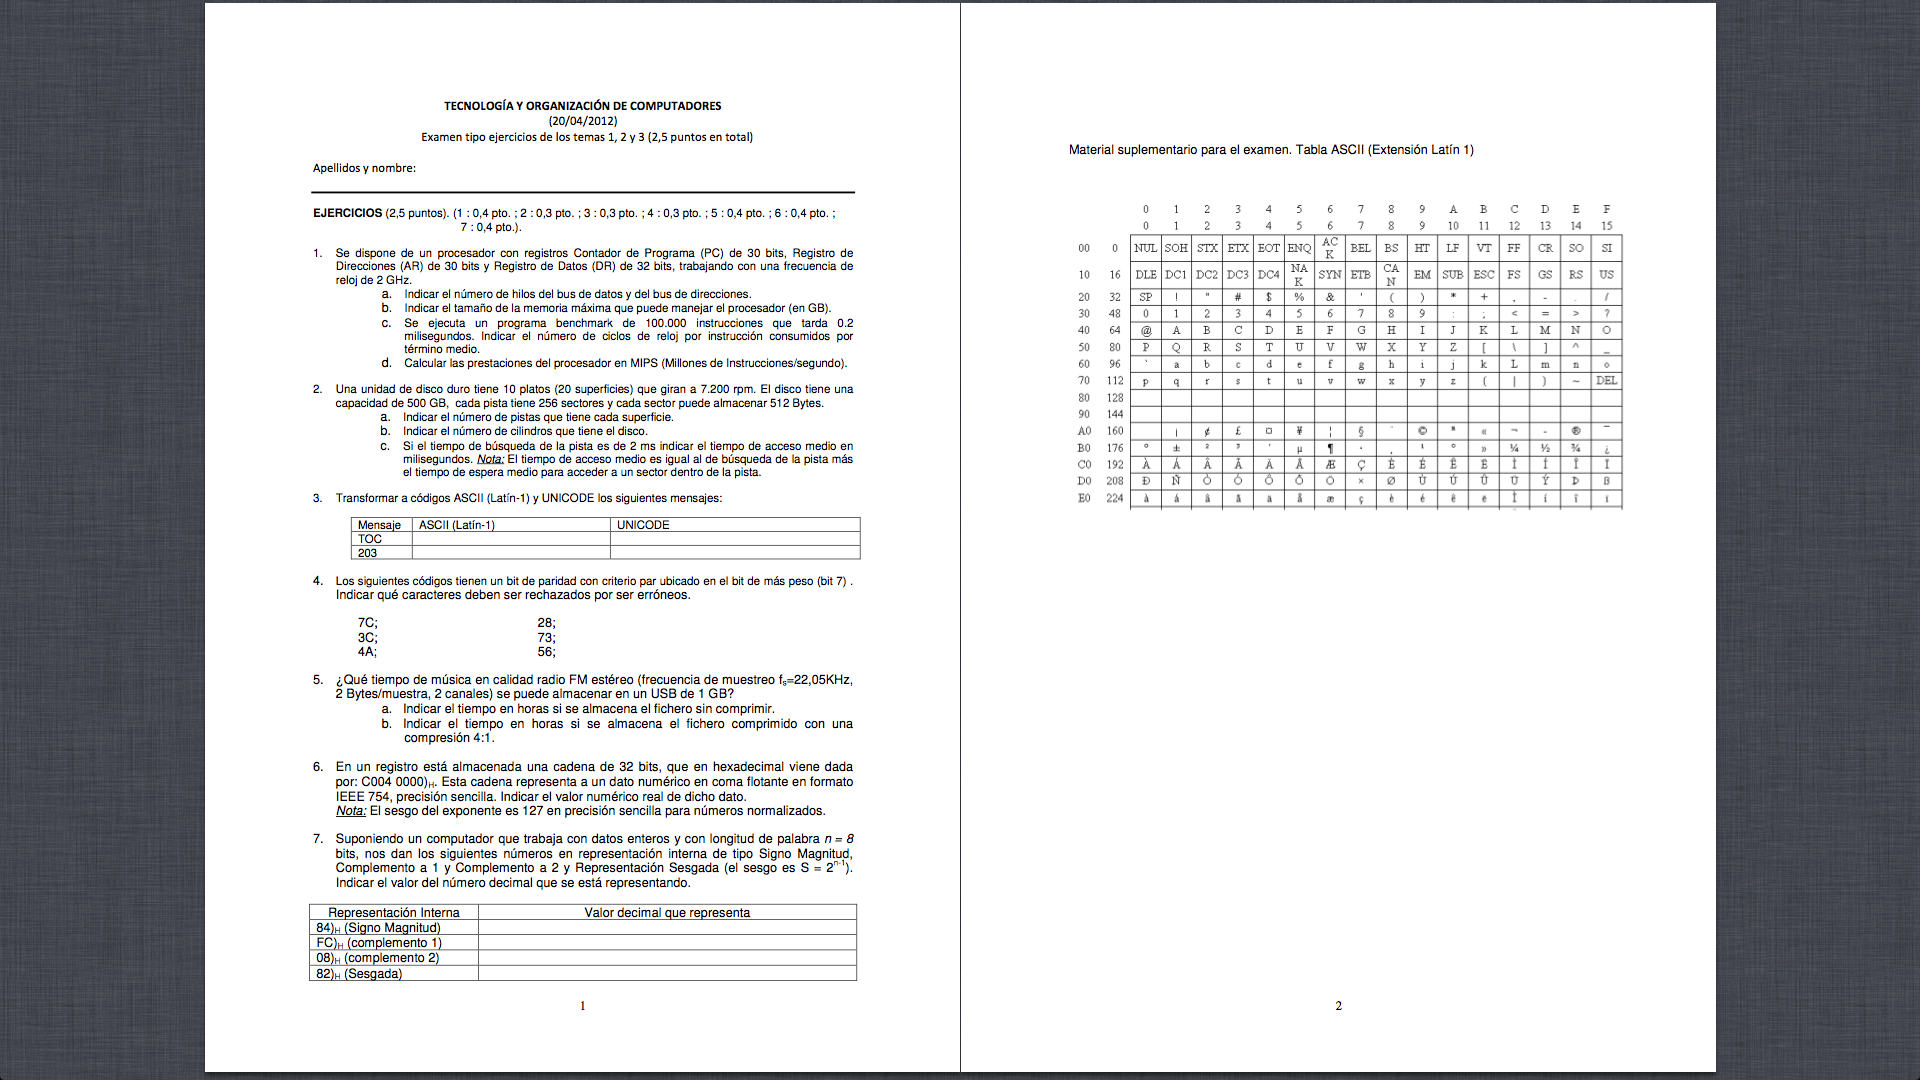 TECNOLOGÍA Y ORGANIZACIÓN DE COMPUTADORES
(20/04/2012)
Examen tipo ejercicios de los temas 1, 2 y 3 (2,5 puntos en total)
Apellidos y nombre:
EJERCICIOS (2,5 puntos). (1 : 0,4 pto. ; 2 : 0,3 pto. ; 3 : 0,3 pto. ; 4 : 0,3 pto. ; 5 : 0,4 pto. ; 6 : 0,4 pto. ;
7 : 0,4 pto.).
1. Se dispone de un procesador con registros Contador de Programa (PC) de 30 bits, Registro de
Direcciones (AR) de 30 bits y Registro de Datos (DR) de 32 bits, trabajando con una frecuencia de
reloj de 2 GHz.
a. Indicar el número de hilos del bus de datos y del bus de direcciones.
b. Indicar el tamaño de la memoria máxima que puede manejar el procesador (en GB).
c. Se ejecuta un programa benchmark de 100.000 instrucciones que tarda 0.2
milisegundos. Indicar el número de ciclos de reloj por instrucción consumidos por
término medio.
d. Calcular las prestaciones del procesador en MIPS (Millones de Instrucciones/segundo).
2. Una unidad de disco duro tiene 10 platos (20 superficies) que giran a 7.200 rpm. El disco tiene una
capacidad de 500 GB, cada pista tiene 256 sectores y cada sector puede almacenar 512 Bytes.
a. Indicar el número de pistas que tiene cada superficie.
b. Indicar el número de cilindros que tiene el disco.
c. Si el tiempo de búsqueda de la pista es de 2 ms indicar el tiempo de acceso medio en
milisegundos. Nota: El tiempo de acceso medio es igual al de búsqueda de la pista más
el tiempo de espera medio para acceder a un sector dentro de la pista.
3. Transformar a códigos ASCII (Latín-1) y UNICODE los siguientes mensajes:
Mensaje ASCII (Latín-1) UNICODE
TOC
203
4. Los siguientes códigos tienen un bit de paridad con criterio par ubicado en el bit de más peso (bit 7) .
Indicar qué caracteres deben ser rechazados por ser erróneos.
7C; 28;
3C; 73;
4A; 56;
5. ¿Qué tiempo de música en calidad radio FM estéreo (frecuencia de muestreo fs=22,05KHz,
2 Bytes/muestra, 2 canales) se puede almacenar en un USB de 1 GB?
a. Indicar el tiempo en horas si se almacena el fichero sin comprimir.
b. Indicar el tiempo en horas si se almacena el fichero comprimido con una
compresión 4:1.
6. En un registro está almacenada una cadena de 32 bits, que en hexadecimal viene dada
por: C004 0000)H. Esta cadena representa a un dato numérico en coma flotante en formato
IEEE 754, precisión sencilla. Indicar el valor numérico real de dicho dato.
Nota: El sesgo del exponente es 127 en precisión sencilla para números normalizados.
7. Suponiendo un computador que trabaja con datos enteros y con longitud de palabra n = 8
bits, nos dan los siguientes números en representación interna de tipo Signo Magnitud,
Complemento a 1 y Complemento a 2 y Representación Sesgada (el sesgo es S = 2^n-1).
Indicar el valor del número decimal que se está representando.
Representación Interna Valor decimal que representa
84)H (Signo Magnitud)
FC)H (complemento 1)
08)H (complemento 2)
82)H (Sesgada)
1
Material suplementario para el examen. Tabla ASCII (Extensión Latín 1)
0 1 2 3 4 5 6 7 8 9 A B C D E F
0 1 2 3 4 5 6 7 8 9 10 11 12 13 14 15
00 0 NUL SOH STX ETX EOT ENQ ACK BEL BS HT LF VT FF CR SO SI
10 16 DLE DC1 DC2 DC3 DC4 NAK SYN ETB CAN EM SUB ESC FS GS RS US
20 32 SP ! " # $ % & ' ( ) * + , - . /
30 48 0 1 2 3 4 5 6 7 8 9 : ; < = > ?
40 64 @ A B C D E F G H I J K L M N O
50 80 P Q R S T U V W X Y Z [ \ ] ^ _
60 96 ` a b c d e f g h i j k L m n o
70 112 p q r s t u v w x y z ( | ) ~ DEL
80 128
90 144
A0 160 ¢ £ ¤ ¥ ¦ § © « ¬ - ®
B0 176 ° ± ² ³ µ ¶ · » ¼ ½ ¾ ¿
C0 192 À Á Â Ã Ä Å Æ Ç È É Ê Ë Ì Í Î Ï
D0 208 Ð Ñ Ò Ó Ô Õ × Ø Ù Ú Û Ý Þ ß
E0 224 à á â ã å æ ç è é ê í î
2